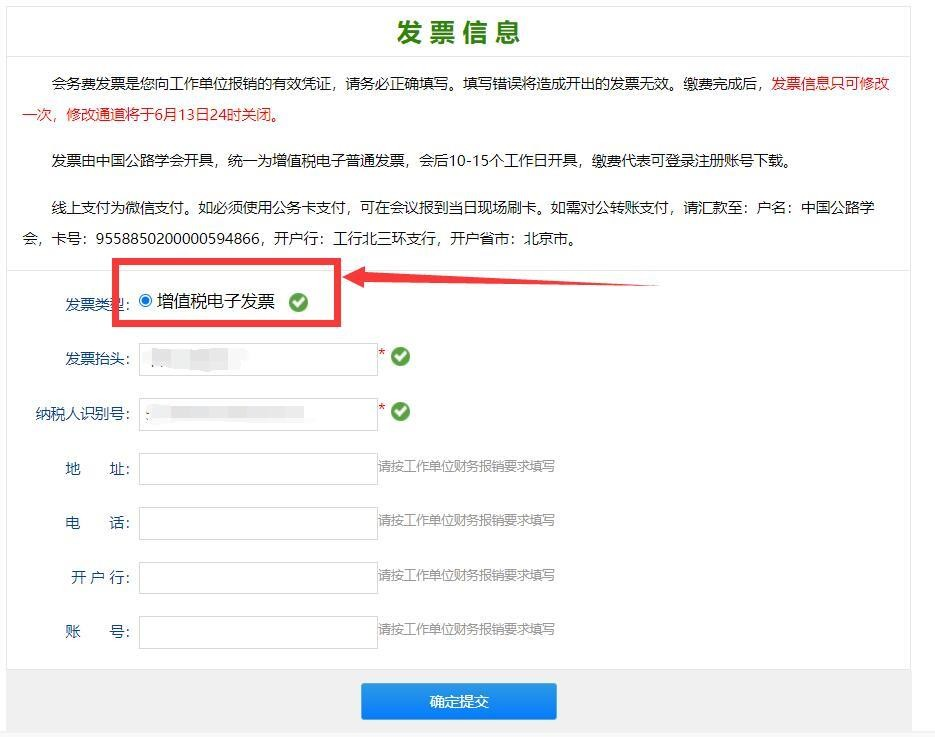 发票信息
会务费发票是您向工作单位报销的有效凭证，请务必正确填写。填写错误将造成开出的发票无效。缴费完成后，发票信息只可修改
一次，修改通道将于6月13日24时关闭。
发票由中国公路学会开具，统一为增值税电子普通发票，会后10-15个工作日开具，缴费代表可登录注册账号下载。
线上支付为微信支付。如必须使用公务卡支付，可在会议报到当日现场刷卡。如需对公转账支付，请汇款至：户名：中国公路学
会，卡号：9558850200000594866，开户行：工行北三环支行，开户省市：北京市。
发票类型: 增值税电子发票
发票抬头: *
纳税人识别号: *
地 址: 请按工作单位财务报销要求填写
电 话: 请按工作单位财务报销要求填写
开 户 行: 请按工作单位财务报销要求填写
账 号: 请按工作单位财务报销要求填写
确定提交